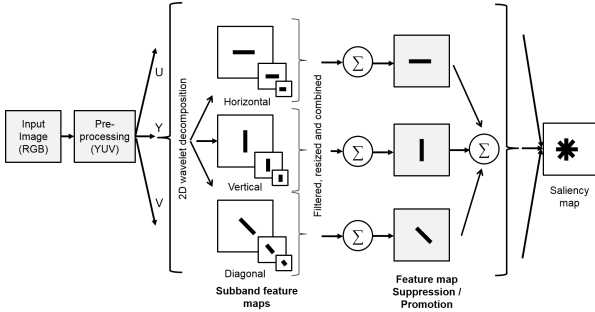 Input
Image
(RGB)
Pre-
processing
(YUV)
U
Y
V
2D wavelet decomposition
Horizontal
Vertical
Diagonal
Subband feature
maps
Filtered, resized and combined
∑
∑
∑
∑
Feature map
Suppression /
Promotion
Saliency
map